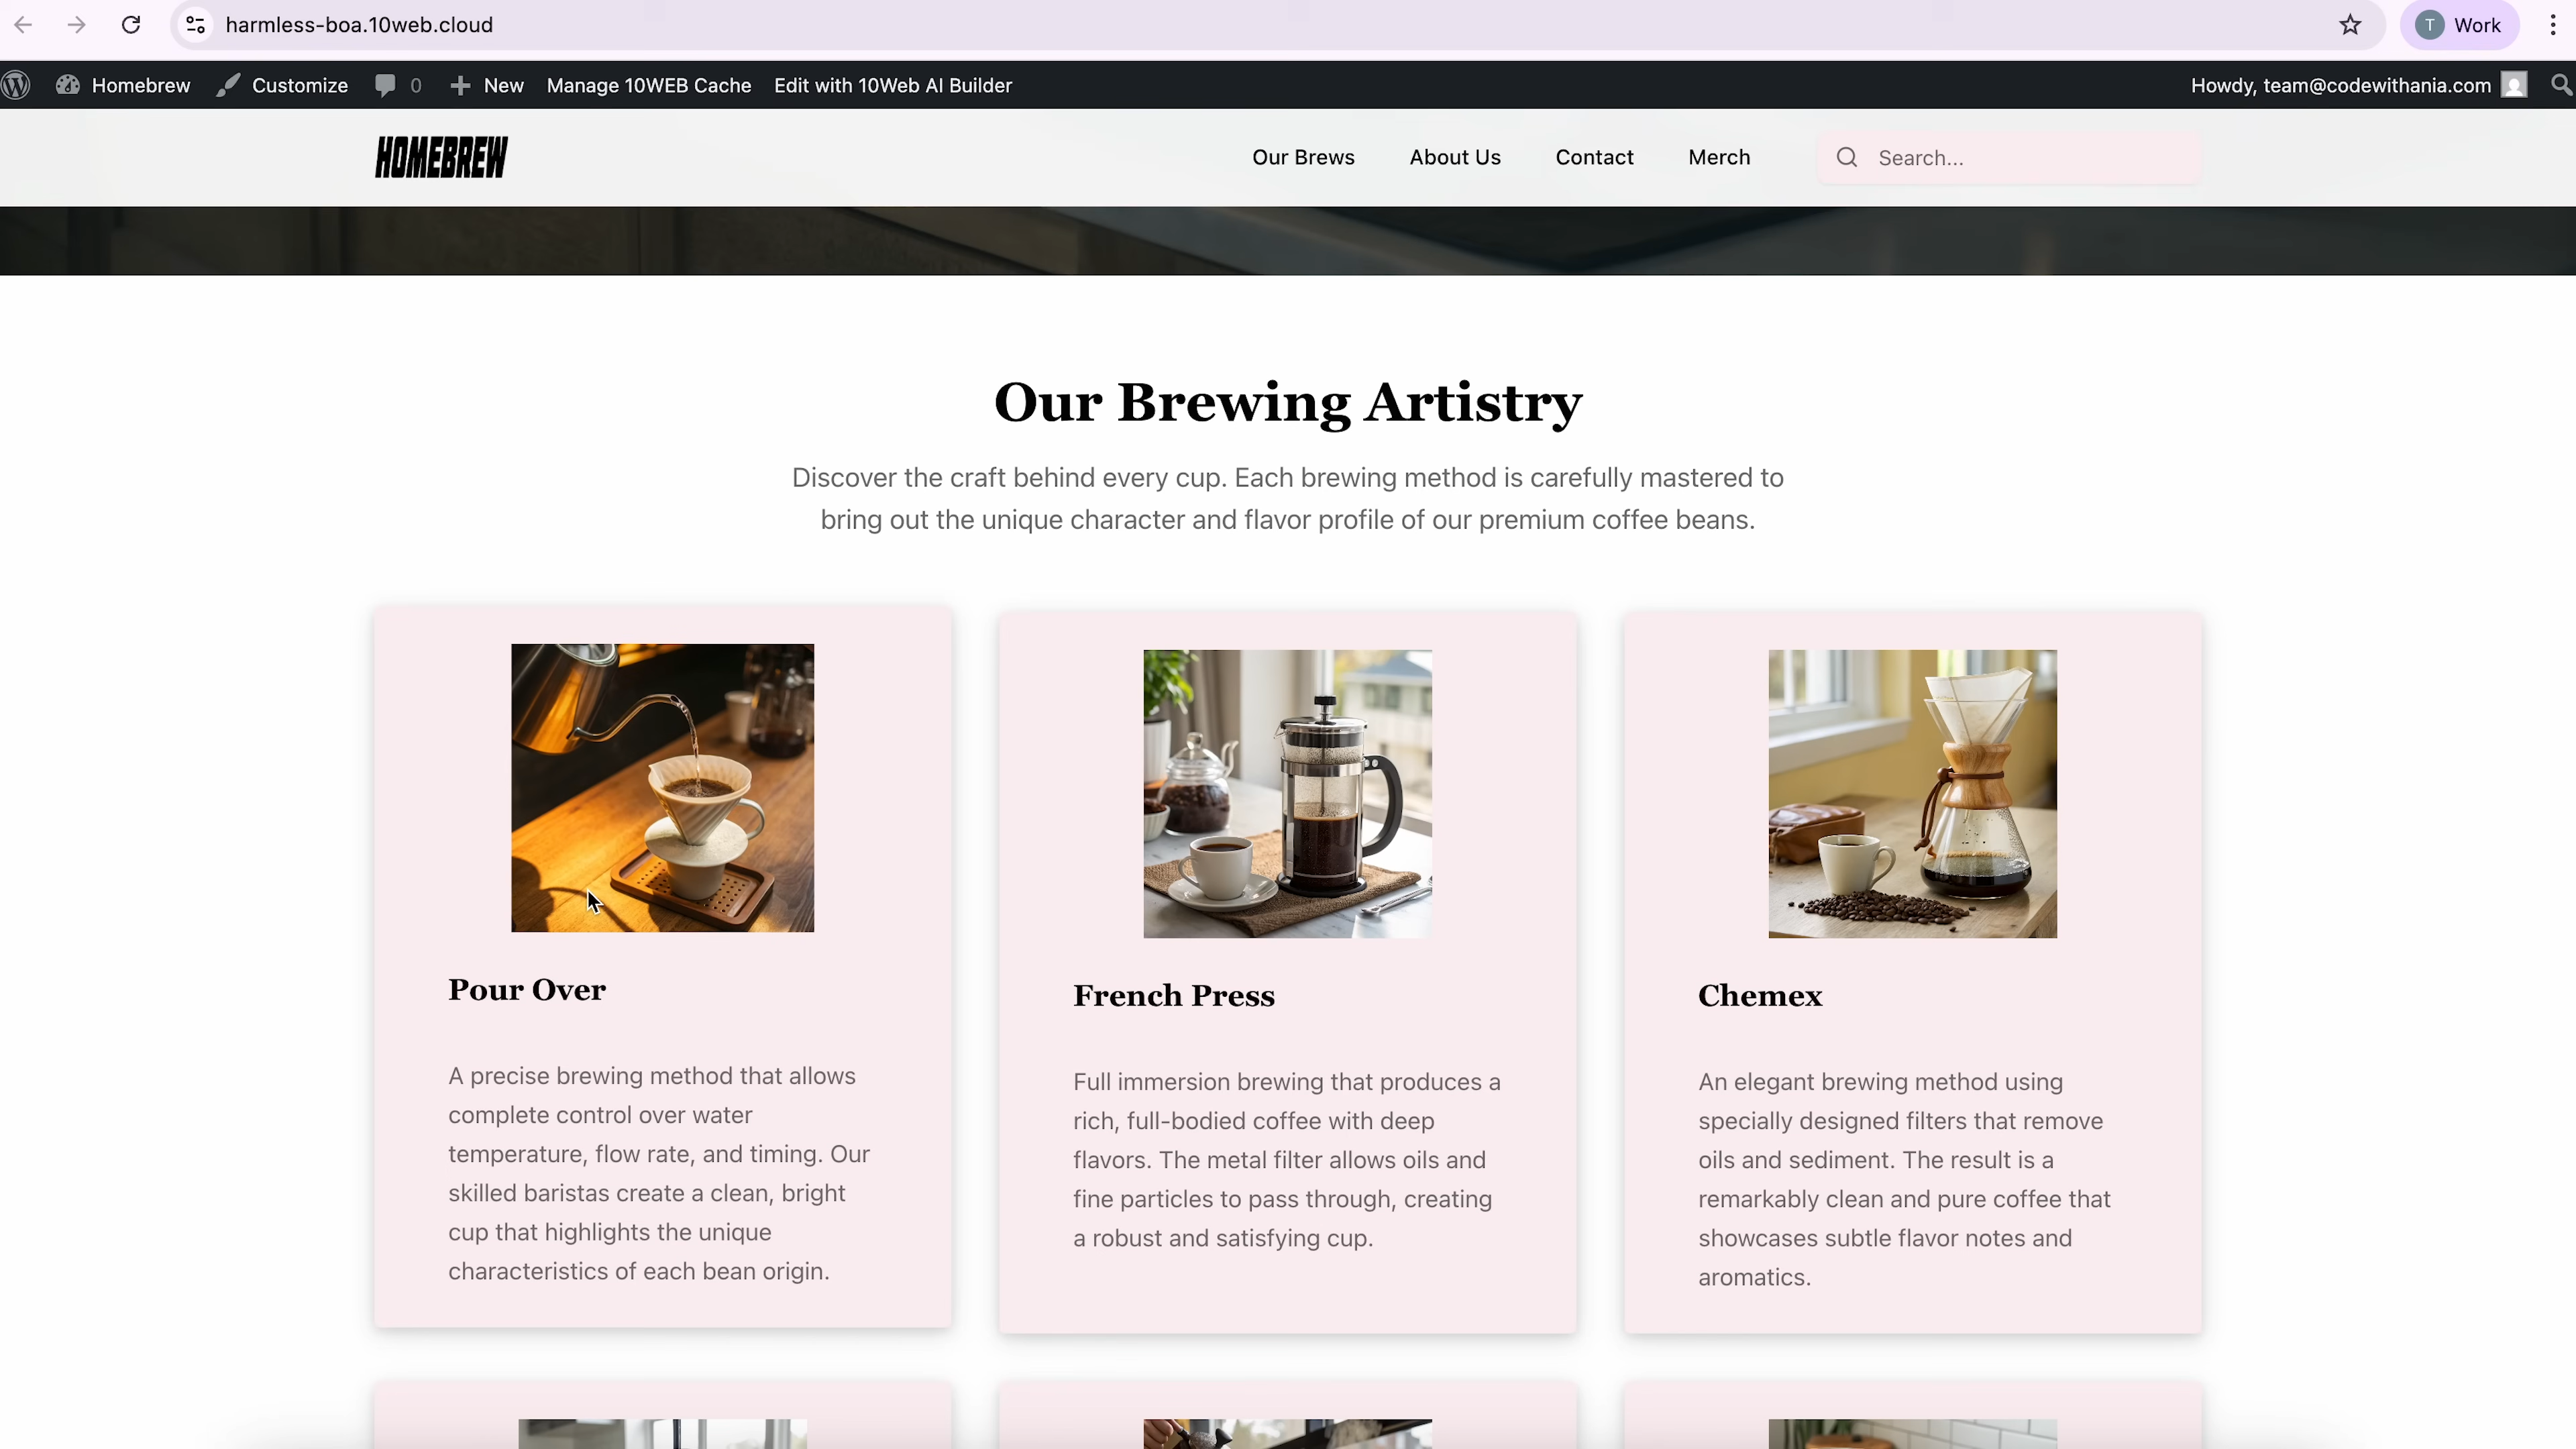 harmless-boa.10web.cloud
T Work
Homebrew Customize 0 New Manage 10WEB Cache Edit with 10Web AI Builder Howdy, team@codewithania.com
HOMEBREW Our Brews About Us Contact Merch Search...
Our Brewing Artistry
Discover the craft behind every cup. Each brewing method is carefully mastered to
bring out the unique character and flavor profile of our premium coffee beans.
Pour Over
A precise brewing method that allows
complete control over water
temperature, flow rate, and timing. Our
skilled baristas create a clean, bright
cup that highlights the unique
characteristics of each bean origin.
French Press
Full immersion brewing that produces a
rich, full-bodied coffee with deep
flavors. The metal filter allows oils and
fine particles to pass through, creating
a robust and satisfying cup.
Chemex
An elegant brewing method using
specially designed filters that remove
oils and sediment. The result is a
remarkably clean and pure coffee that
showcases subtle flavor notes and
aromatics.